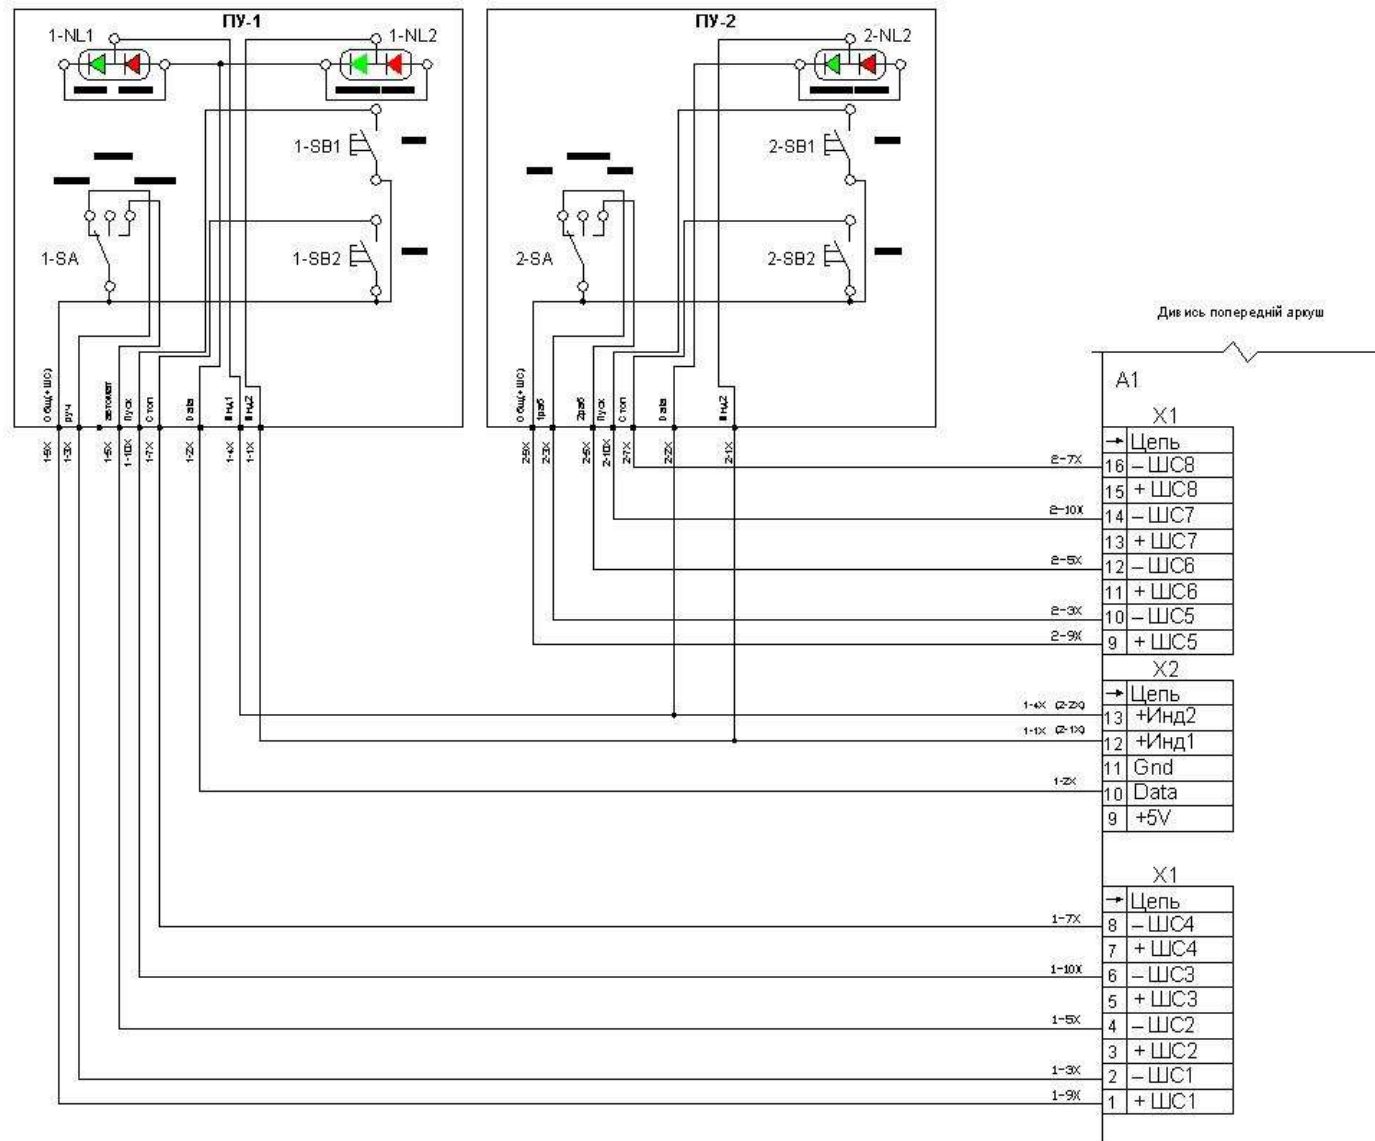 ПУ-1
ПУ-2
1-NL1
1-NL2
2-NL2
1-SB1
2-SB1
1-SA
1-SB2
2-SA
2-SB2
Общ(+ШС)
руч
автомат
Пуск
Стоп
Data
Инд1
Инд2
Общ(+ШС)
1раб
2раб
Пуск
Стоп
Data
Инд2
1-9X
1-3X
1-5X
1-10X
1-7X
1-2X
1-4X
1-1X
2-9X
2-3X
2-5X
2-10X
2-7X
2-2X
2-1X
Дивись попередній аркуш
A1
X1
Цепь
2-7X 16 – ШС8
15 + ШС8
2-10X 14 – ШС7
13 + ШС7
2-5X 12 – ШС6
11 + ШС6
2-3X 10 – ШС5
2-9X 9 + ШС5
X2
Цепь
1-4X (2-2X) 13 +Инд2
1-1X (2-1X) 12 +Инд1
11 Gnd
1-2X 10 Data
9 +5V
X1
Цепь
1-7X 8 – ШС4
7 + ШС4
1-10X 6 – ШС3
5 + ШС3
1-5X 4 – ШС2
3 + ШС2
1-3X 2 – ШС1
1-9X 1 + ШС1